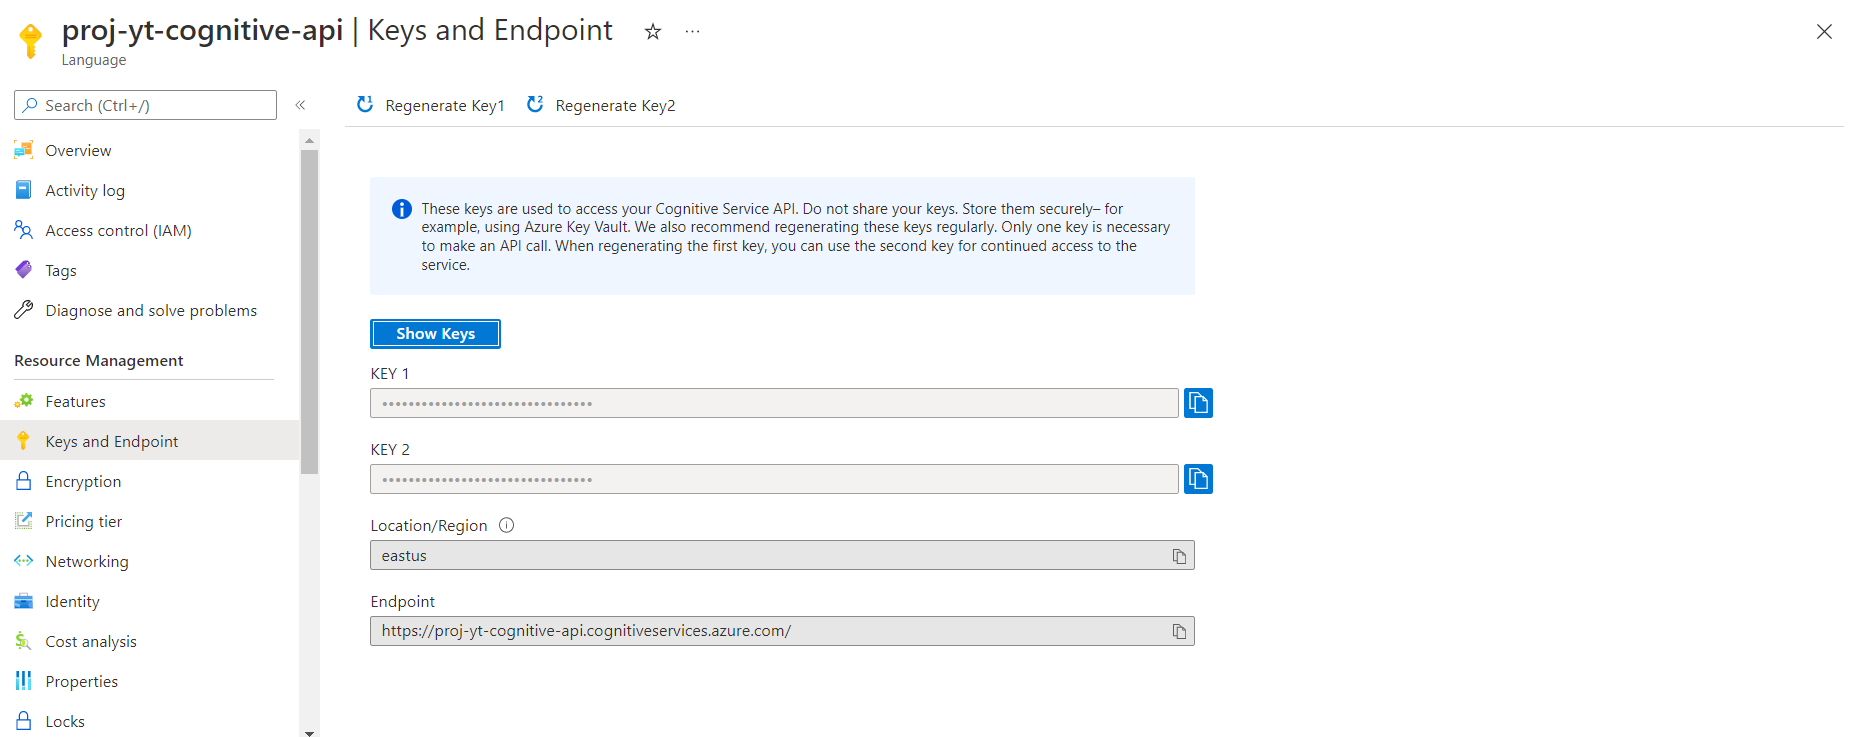 proj-yt-cognitive-api | Keys and Endpoint
Language
Search (Ctrl+/)
Overview
Activity log
Access control (IAM)
Tags
Diagnose and solve problems
Resource Management
Features
Keys and Endpoint
Encryption
Pricing tier
Networking
Identity
Cost analysis
Properties
Locks
Regenerate Key1
Regenerate Key2
These keys are used to access your Cognitive Service API. Do not share your keys. Store them securely– for
example, using Azure Key Vault. We also recommend regenerating these keys regularly. Only one key is necessary
to make an API call. When regenerating the first key, you can use the second key for continued access to the
service.
Show Keys
KEY 1
••••••••••••••••••••••••••••••••
KEY 2
••••••••••••••••••••••••••••••••
Location/Region
eastus
Endpoint
https://proj-yt-cognitive-api.cognitiveservices.azure.com/